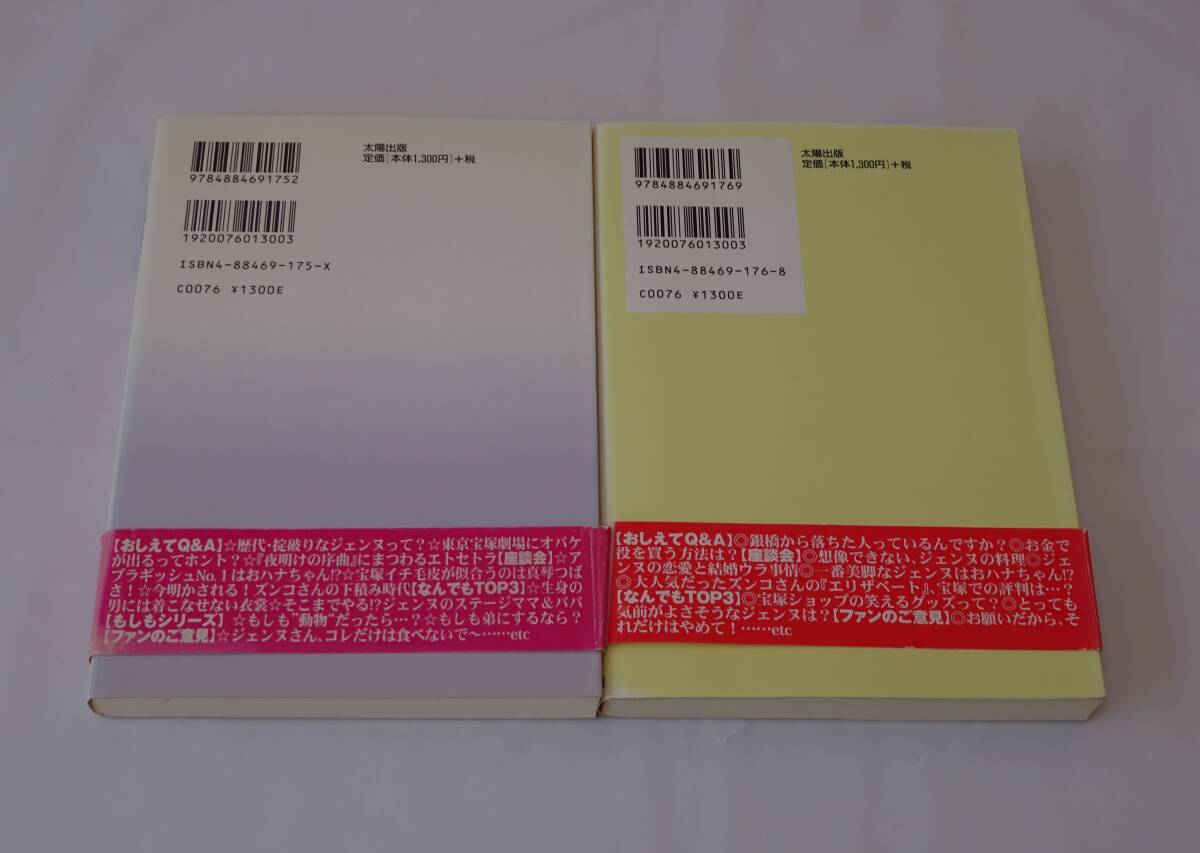 9784884691752
太陽出版
定価[本体1,300円]+税
1920076013003
ISBN4-88469-175-X
C0076 ¥1300E
【おしえてQ&A】☆歴代・掟破りなジェンヌって?☆東京宝塚劇場にオバケ
が出るってホント?☆『夜明けの序曲』にまつわるエトセトラ【座談会】☆ア
プラギッシュNo.1はおハナちゃん!?☆宝塚イチ毛皮が似合うのは真琴つば
さ!☆今明かされる!ズンコさんの下積み時代【なんでもTOP3】☆生身の
男には着こなせない衣裳☆そこまでやる!?ジェンヌのステージママ&パパ
【もしもシリーズ】 ☆もしも"動物"だったら…?☆もしも弟にするなら?
【ファンのご意見】☆ジェンヌさん、コレだけは食べないで〜……etc
9784884691769
太陽出版
定価[本体1,300円]+税
1920076013003
ISBN4-88469-176-8
C0076 ¥1300E
【おしえてQ&A】◎銀橋から落ちた人っているんですか?◎お金で
役を買う方法は?【座談会】◎想像できない、ジェンヌの料理◎ジェ
ンヌの恋愛と結婚ウラ事情◎一番美脚なジェンヌはおハナちゃん!?
◎大人気だったズンコさんの『エリザベート』、宝塚での評判は…?
【なんでもTOP3】◎宝塚ショップの笑えるグッズって?◎とっても
気前がよさそうなジェンヌは?【ファンのご意見】◎お願いだから、そ
れだけはやめて!……etc